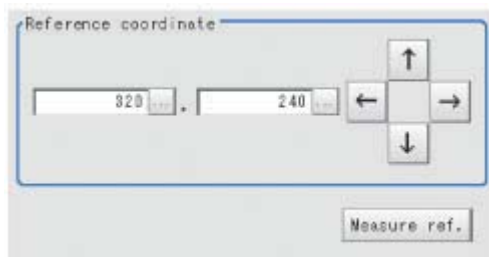 Reference coordinate
320 ... , 240 ... ← ↑ ↓ →
Measure ref.